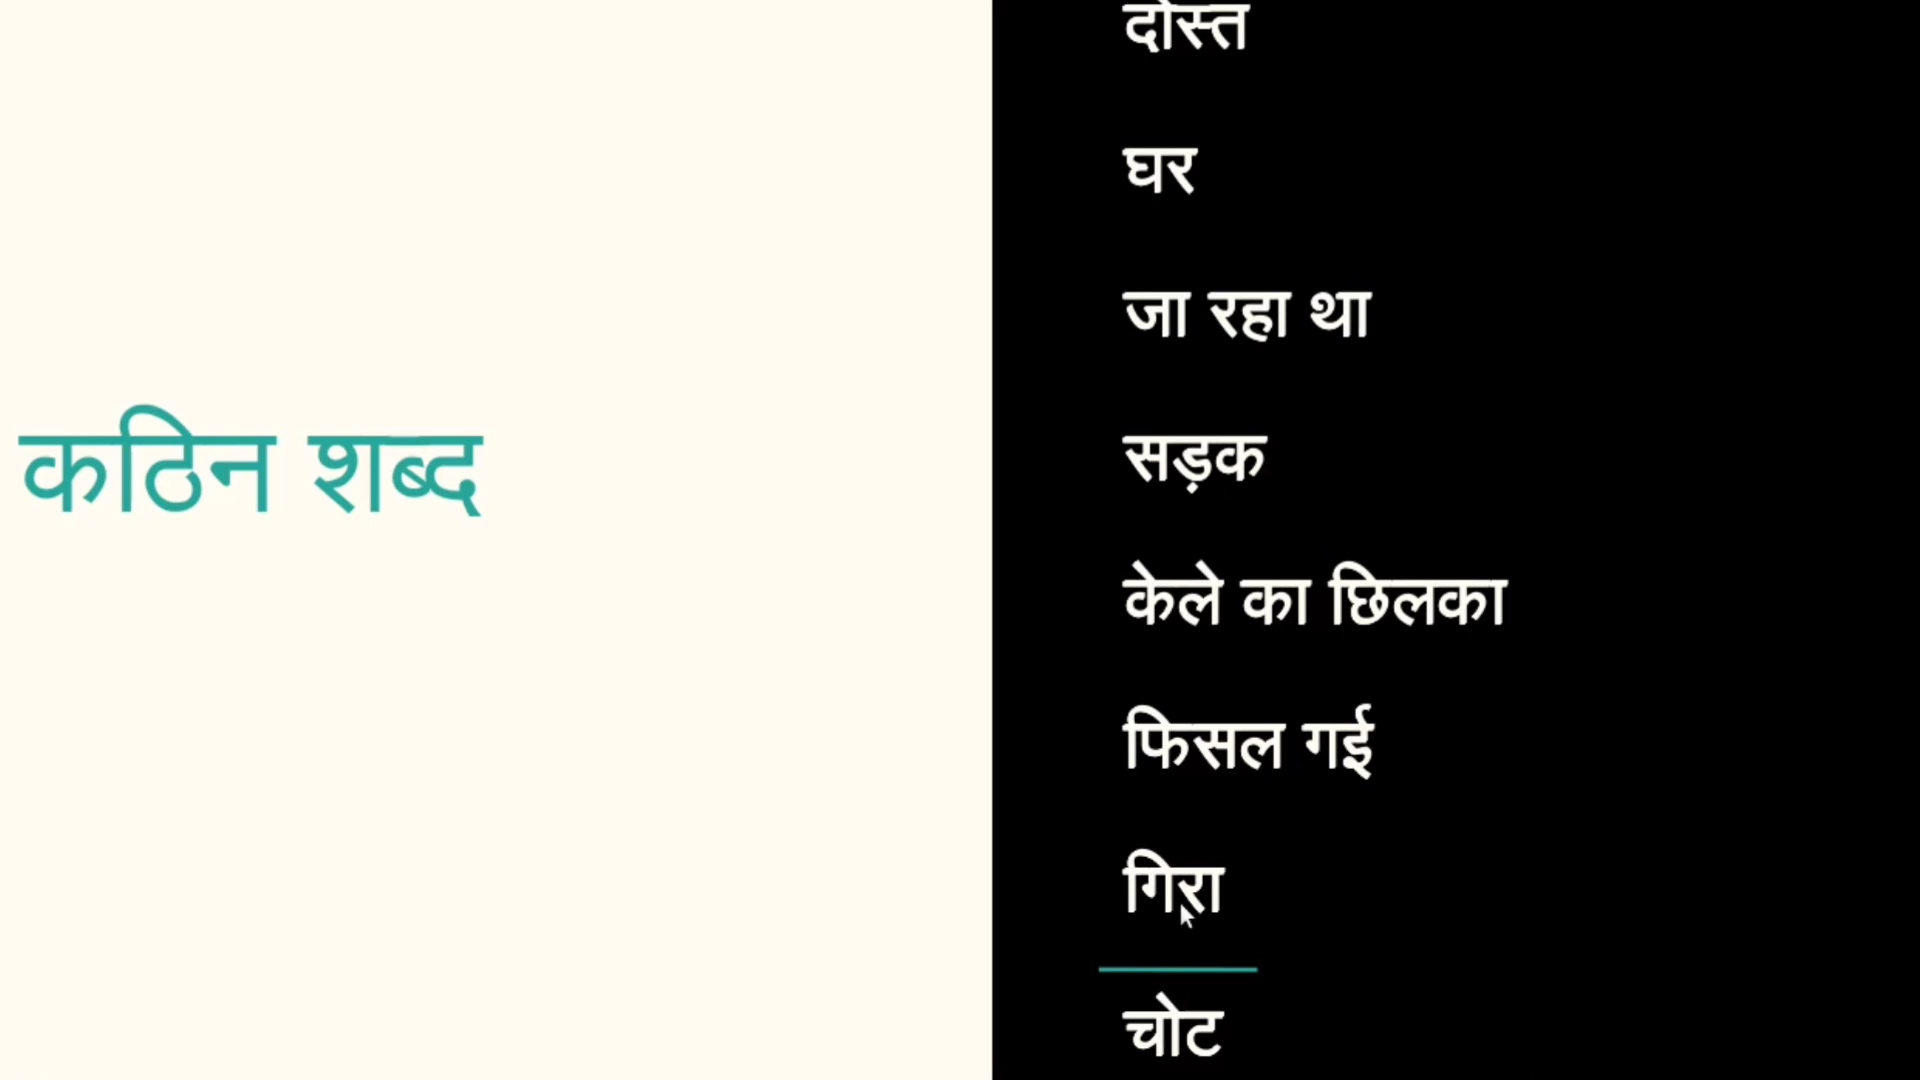 कठिन शब्द
दोस्त
घर
जा रहा था
सड़क
केले का छिलका
फिसल गई
गिरा
चोट